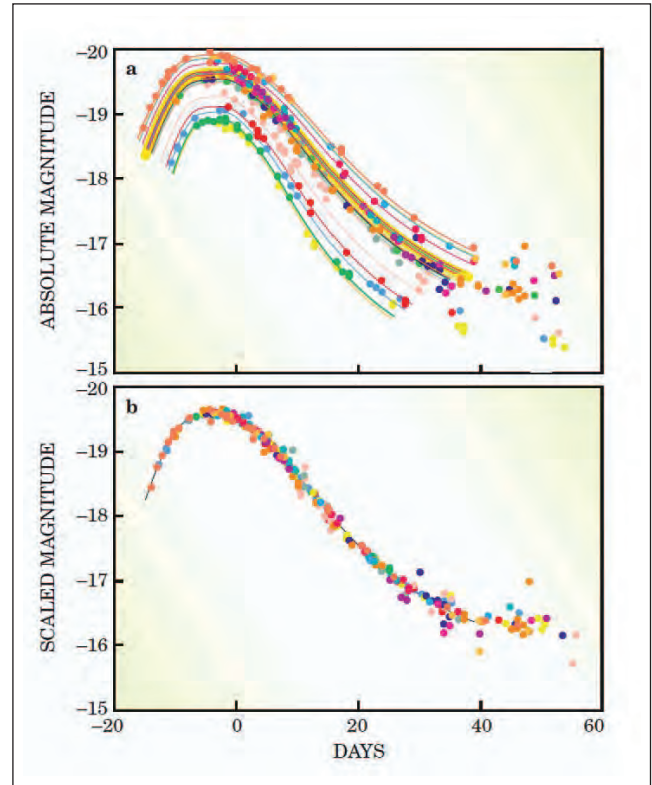 a
ABSOLUTE MAGNITUDE
–20
–19
–18
–17
–16
–15
b
SCALED MAGNITUDE
–20
–19
–18
–17
–16
–15
–20 0 20 40 60
DAYS